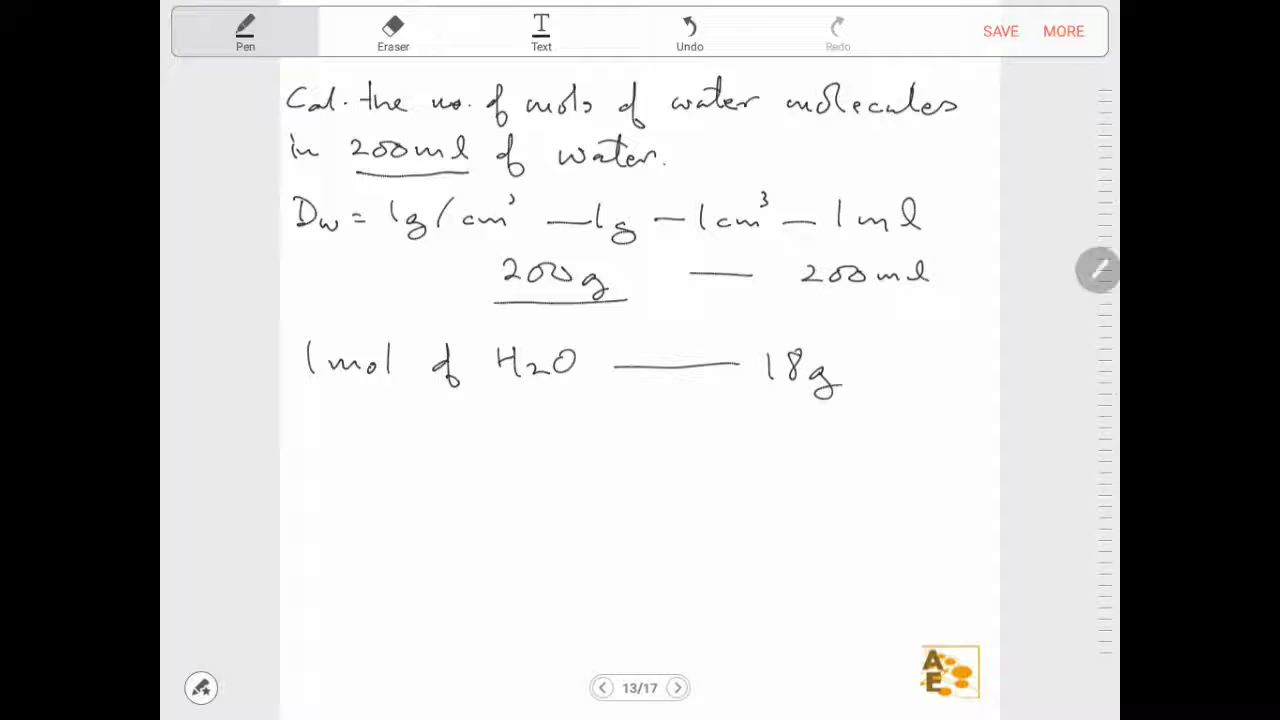 Pen Eraser Text Undo Redo SAVE MORE
Cal. the no. of mols of water molecules
in 200ml of water.
Dw = 1g/cm³ — 1g — 1cm³ — 1ml
200g — 200ml
1mol of H2O — 18g
13/17
AE